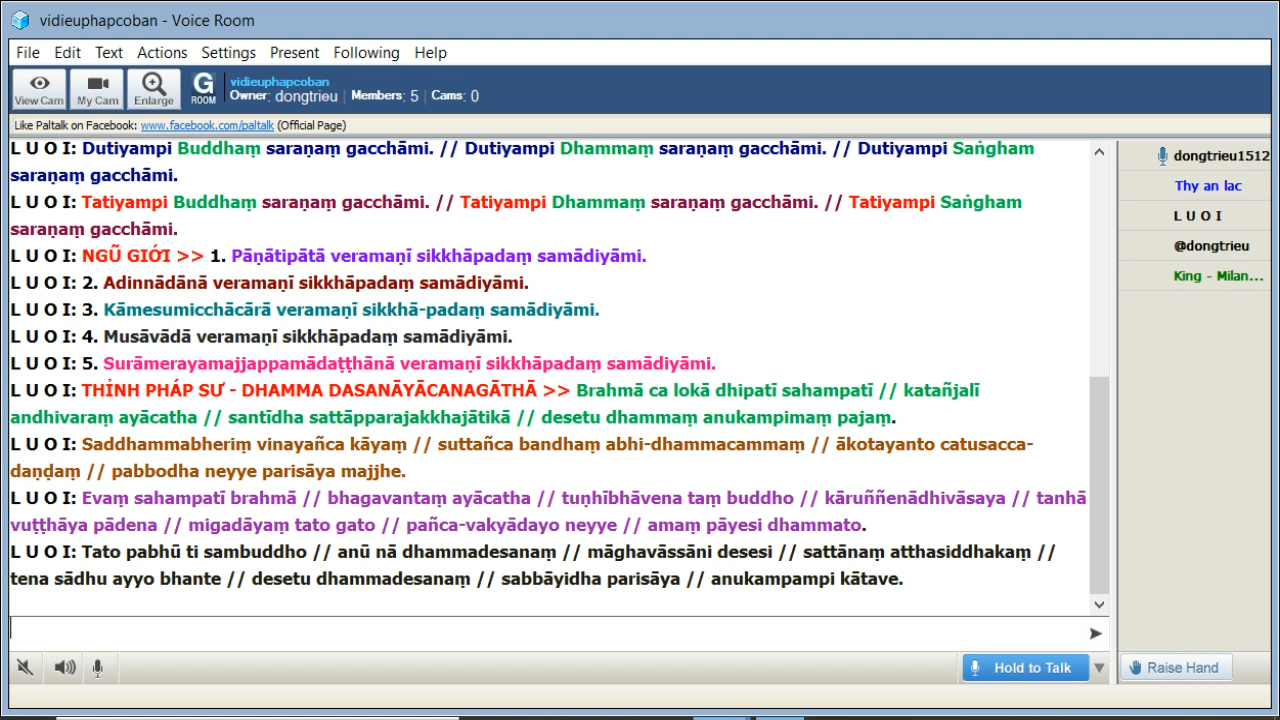 vidieuphapcoban - Voice Room
File Edit Text Actions Settings Present Following Help
View Cam My Cam Enlarge G ROOM
vidieuphapcoban
Owner: dongtrieu | Members: 5 | Cams: 0
Like Paltalk on Facebook: www.facebook.com/paltalk (Official Page)
L U O I: Dutiyampi Buddhaṃ saraṇaṃ gacchāmi. // Dutiyampi Dhammaṃ saraṇaṃ gacchāmi. // Dutiyampi Saṅgham
saraṇaṃ gacchāmi.
L U O I: Tatiyampi Buddhaṃ saraṇaṃ gacchāmi. // Tatiyampi Dhammaṃ saraṇaṃ gacchāmi. // Tatiyampi Saṅgham
saraṇaṃ gacchāmi.
L U O I: NGŨ GIỚI >> 1. Pāṇātipātā veramaṇī sikkhāpadaṃ samādiyāmi.
L U O I: 2. Adinnādānā veramaṇī sikkhāpadaṃ samādiyāmi.
L U O I: 3. Kāmesumicchācārā veramaṇī sikkhā-padaṃ samādiyāmi.
L U O I: 4. Musāvādā veramaṇī sikkhāpadaṃ samādiyāmi.
L U O I: 5. Surāmerayamajjappamādaṭṭhānā veramaṇī sikkhāpadaṃ samādiyāmi.
L U O I: THỈNH PHÁP SƯ - DHAMMA DASANĀYĀCANAGĀTHĀ >> Brahmā ca lokā dhipatī sahampatī // katañjalī
andhivaraṃ ayācatha // santīdha sattāpparajakkhajātikā // desetu dhammaṃ anukampimaṃ pajaṃ.
L U O I: Saddhammabheriṃ vinayañca kāyaṃ // suttañca bandhaṃ abhi-dhammacammaṃ // ākotayanto catusacca-
daṇḍaṃ // pabbodha neyye parisāya majjhe.
L U O I: Evaṃ sahampatī brahmā // bhagavantaṃ ayācatha // tuṇhībhāvena taṃ buddho // kāruññenādhivāsaya // tanhā
vuṭṭhāya pādena // migadāyaṃ tato gato // pañca-vakyādayo neyye // amaṃ pāyesi dhammato.
L U O I: Tato pabhū ti sambuddho // anū nā dhammadesanaṃ // māghavāssāni desesi // sattānaṃ atthasiddhakaṃ //
tena sādhu ayyo bhante // desetu dhammadesanaṃ // sabbāyidha parisāya // anukampampi kātave.
dongtrieu1512
Thy an lac
L U O I
@dongtrieu
King - Milan...
Hold to Talk
Raise Hand